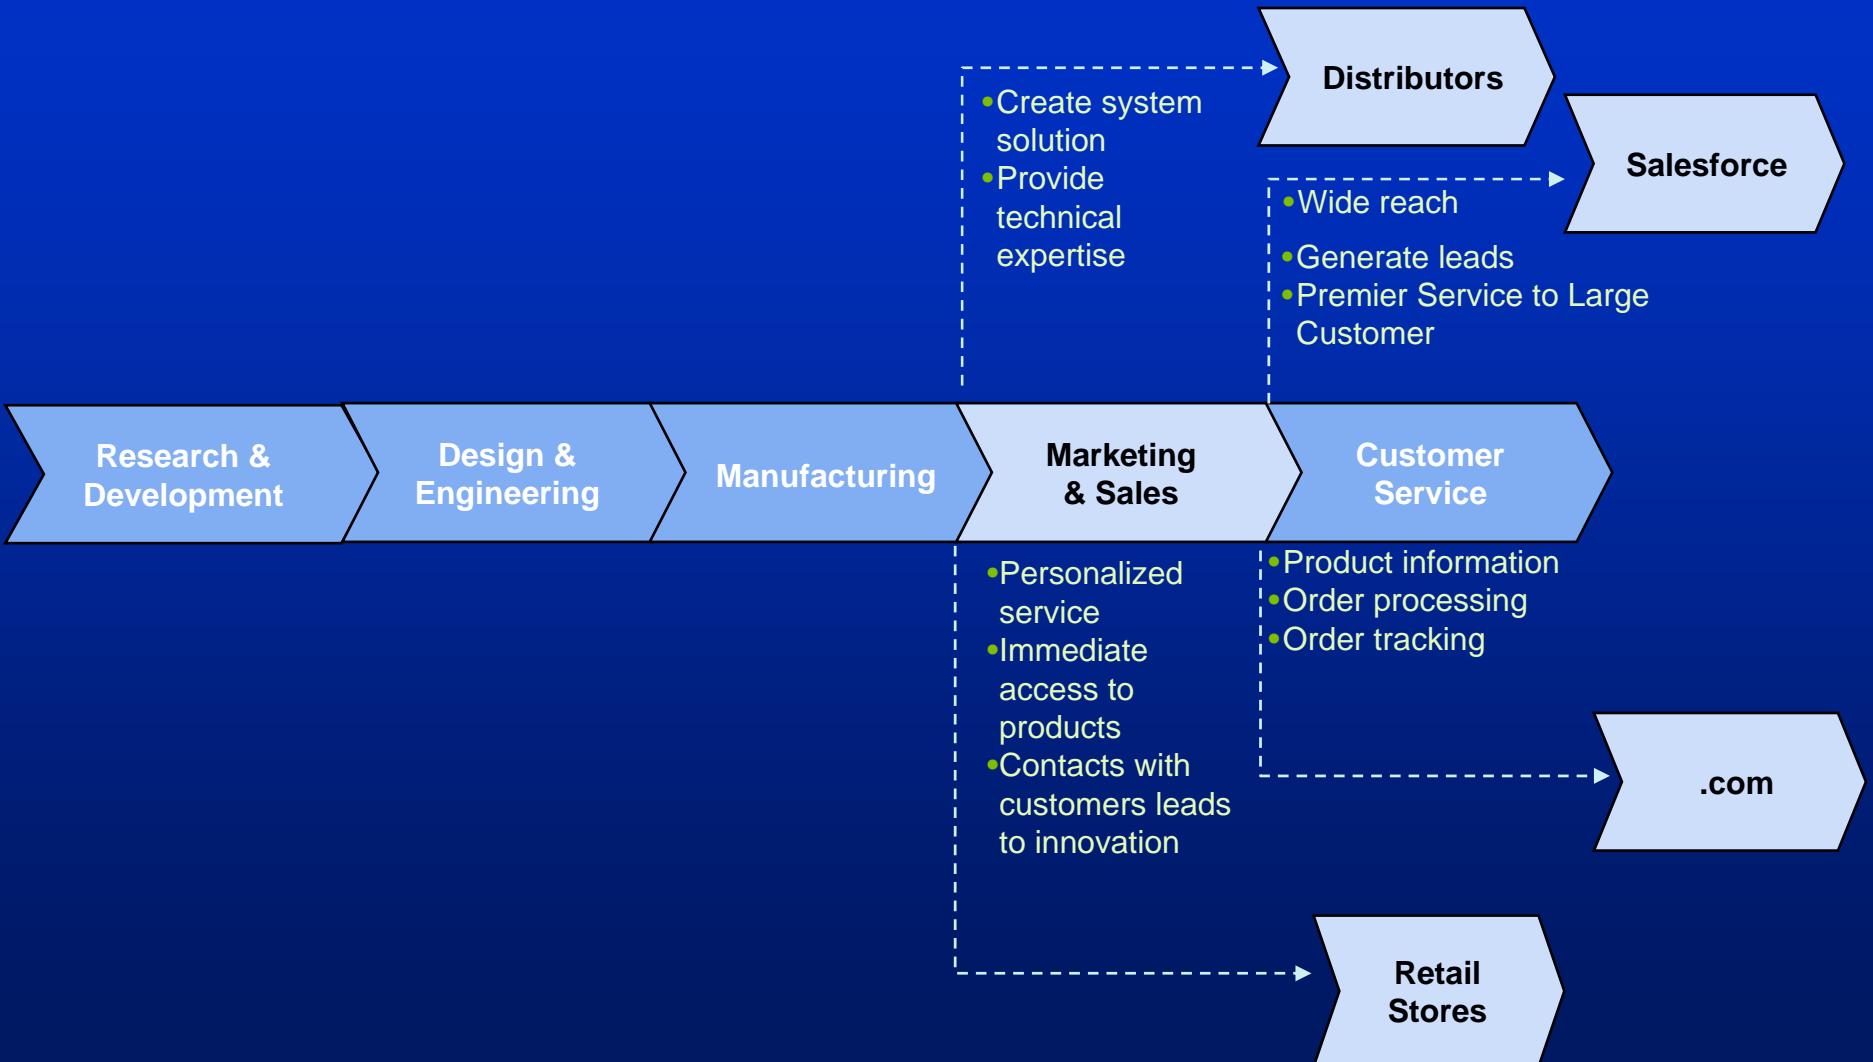 Distributors
•Create system
solution
•Provide
technical
expertise
Salesforce
•Wide reach
•Generate leads
•Premier Service to Large
Customer
Research &
Development
Design &
Engineering
Manufacturing
Marketing
& Sales
Customer
Service
•Personalized
service
•Immediate
access to
products
•Contacts with
customers leads
to innovation
•Product information
•Order processing
•Order tracking
.com
Retail
Stores